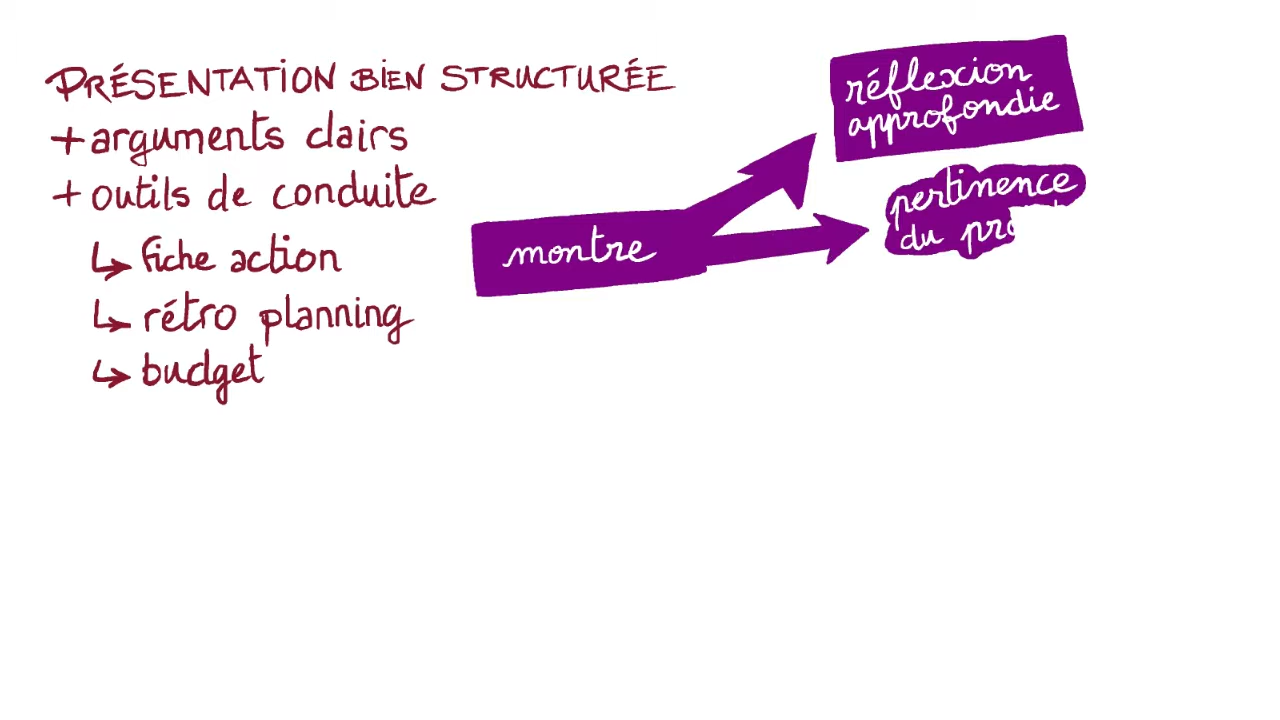 PRÉSENTATION BIEN STRUCTURÉE
+ arguments clairs
+ outils de conduite
↳ fiche action
↳ rétro planning
↳ budget
montre
réflexion
approfondie
pertinence
du